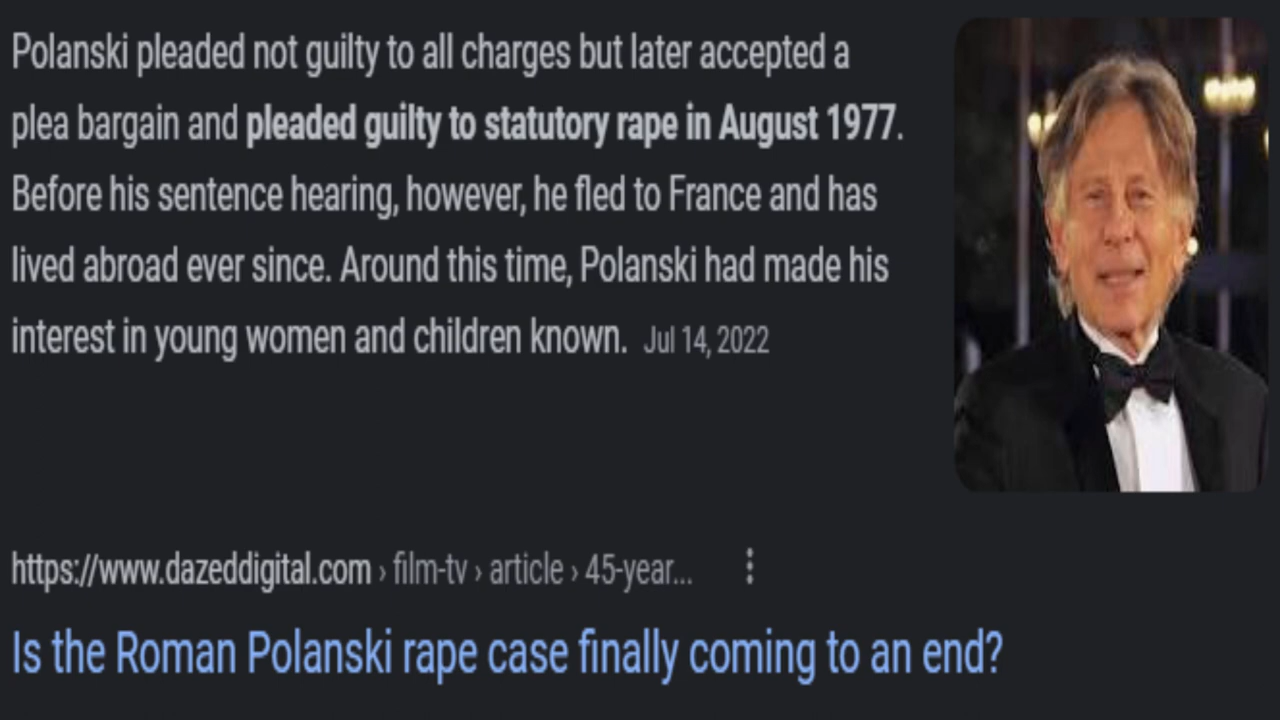 Polanski pleaded not guilty to all charges but later accepted a
plea bargain and pleaded guilty to statutory rape in August 1977.
Before his sentence hearing, however, he fled to France and has
lived abroad ever since. Around this time, Polanski had made his
interest in young women and children known. Jul 14, 2022
https://www.dazeddigital.com › film-tv › article › 45-year...
Is the Roman Polanski rape case finally coming to an end?